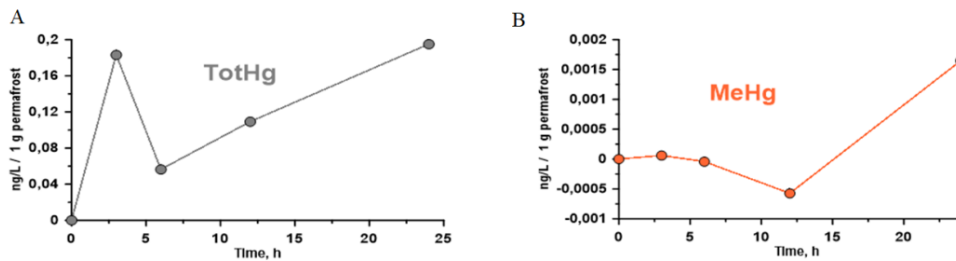 A
ng/L / 1 g permafrost
0,2
0,16
0,12
0,08
0,04
0
TotHg
0 5 10 15 20 25
Time, h
B
ng/L / 1 g permafrost
0,002
0,0015
0,001
0,0005
0
-0,0005
-0,001
MeHg
0 5 10 15 20
Time, h